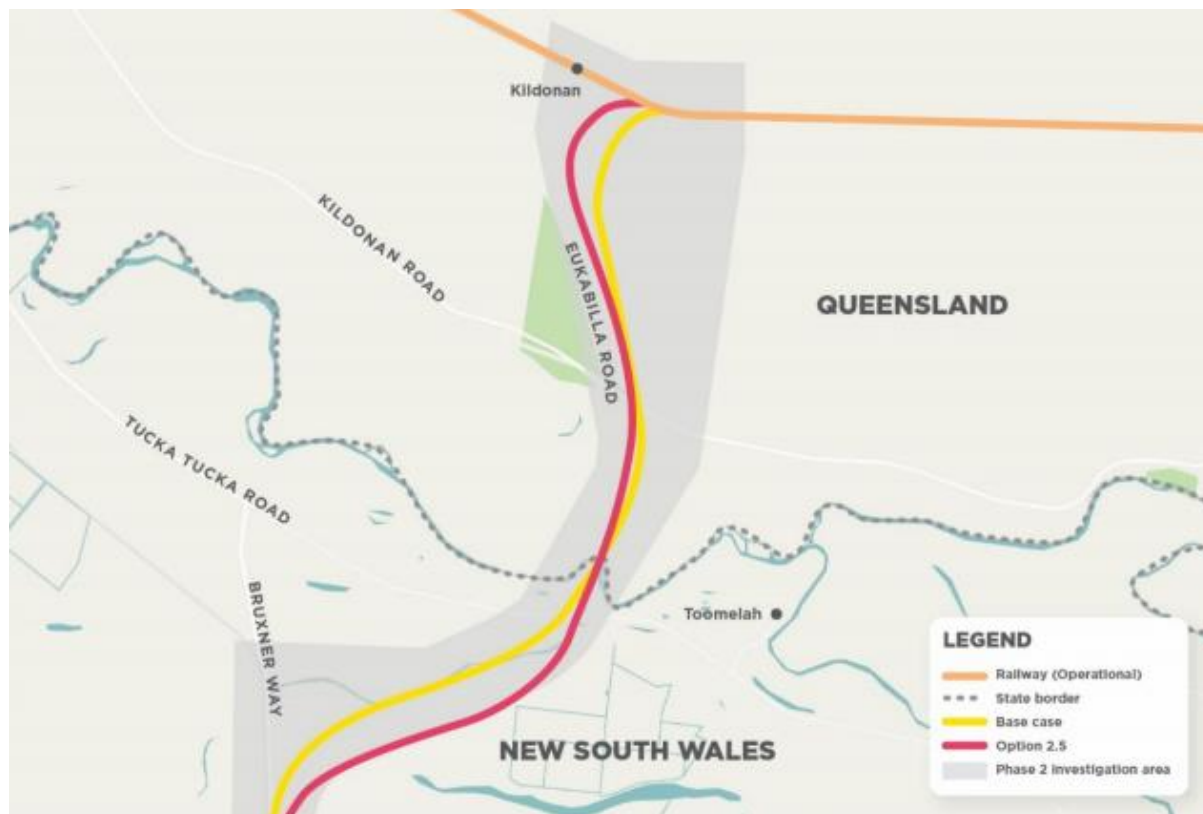 Kildonan
KILDONAN ROAD
EUKABILLA ROAD
QUEENSLAND
TUCKA TUCKA ROAD
BRUXNER WAY
Toomelah
NEW SOUTH WALES
LEGEND
Railway (Operational)
State border
Base case
Option 2.5
Phase 2 investigation area